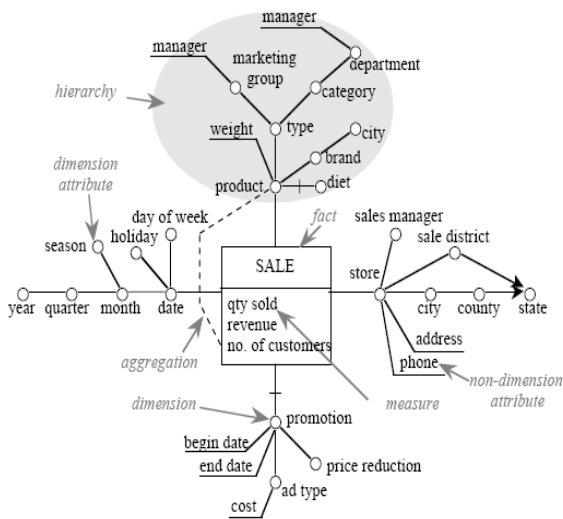 manager
manager
marketing
group
department
category
hierarchy
type
weight
city
brand
product
diet
dimension
attribute
day of week
holiday
season
fact
sales manager
sale district
SALE
store
year
quarter
month
date
qty sold
revenue
no. of customers
city
county
state
aggregation
address
phone
non-dimension
attribute
measure
dimension
promotion
begin date
end date
price reduction
ad type
cost